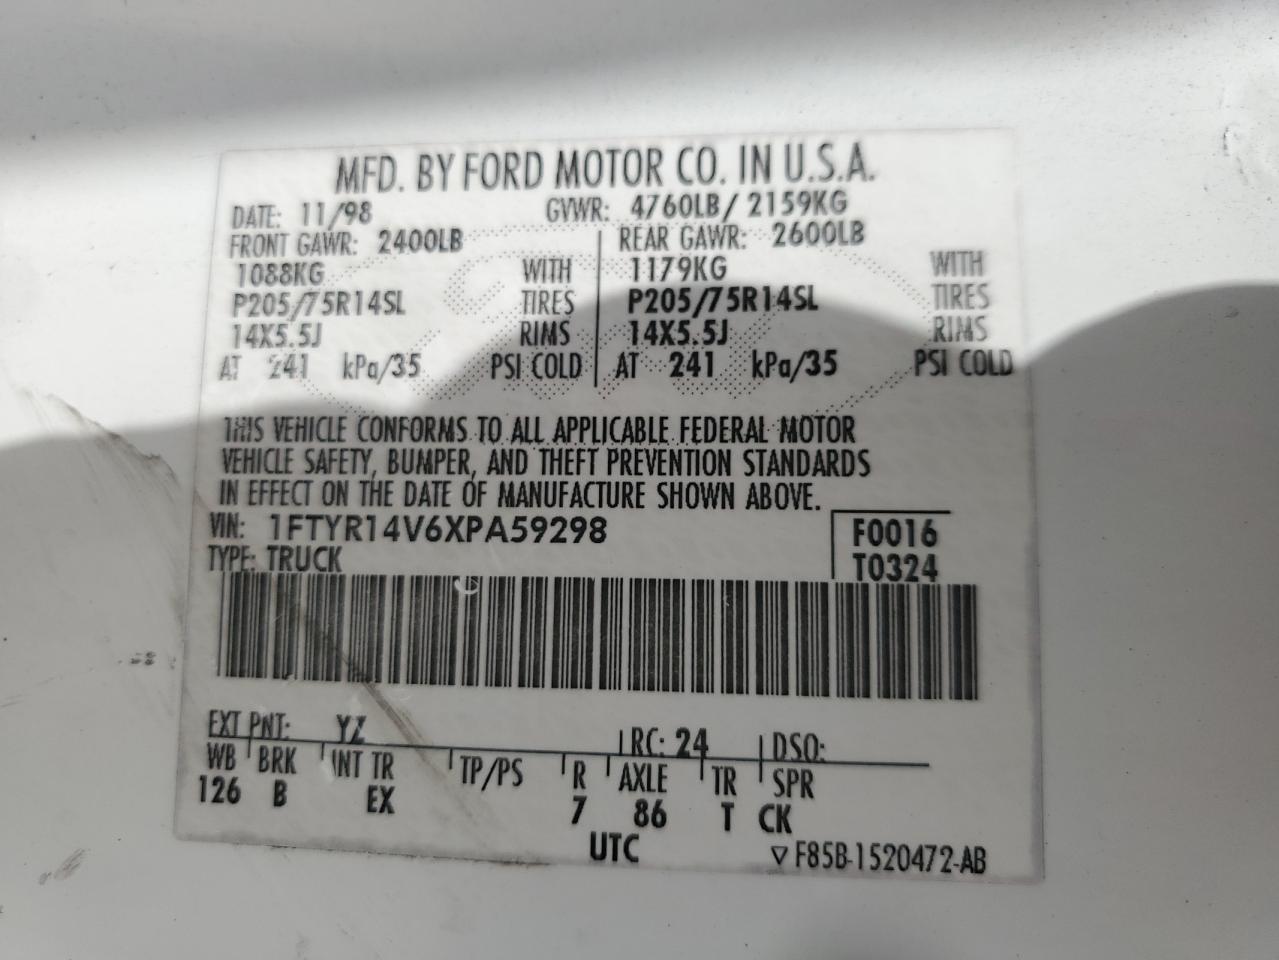 MFD. BY FORD MOTOR CO. IN U.S.A.
DATE: 11/98 GVWR: 4760LB/ 2159KG
FRONT GAWR: 2400LB REAR GAWR: 2600LB
1088KG WITH 1179KG WITH
P205/75R14SL TIRES P205/75R14SL TIRES
14X5.5J RIMS 14X5.5J RIMS
AT 241 kPa/35 PSI COLD AT 241 kPa/35 PSI COLD
THIS VEHICLE CONFORMS TO ALL APPLICABLE FEDERAL MOTOR
VEHICLE SAFETY, BUMPER, AND THEFT PREVENTION STANDARDS
IN EFFECT ON THE DATE OF MANUFACTURE SHOWN ABOVE.
VIN: 1FTYR14V6XPA59298 F0016
TYPE: TRUCK T0324
EXT PNT: YZ RC: 24 DSO:
WB BRK INT TR TP/PS R AXLE TR SPR
126 B EX 7 86 T CK
UTC ▽ F85B-1520472-AB